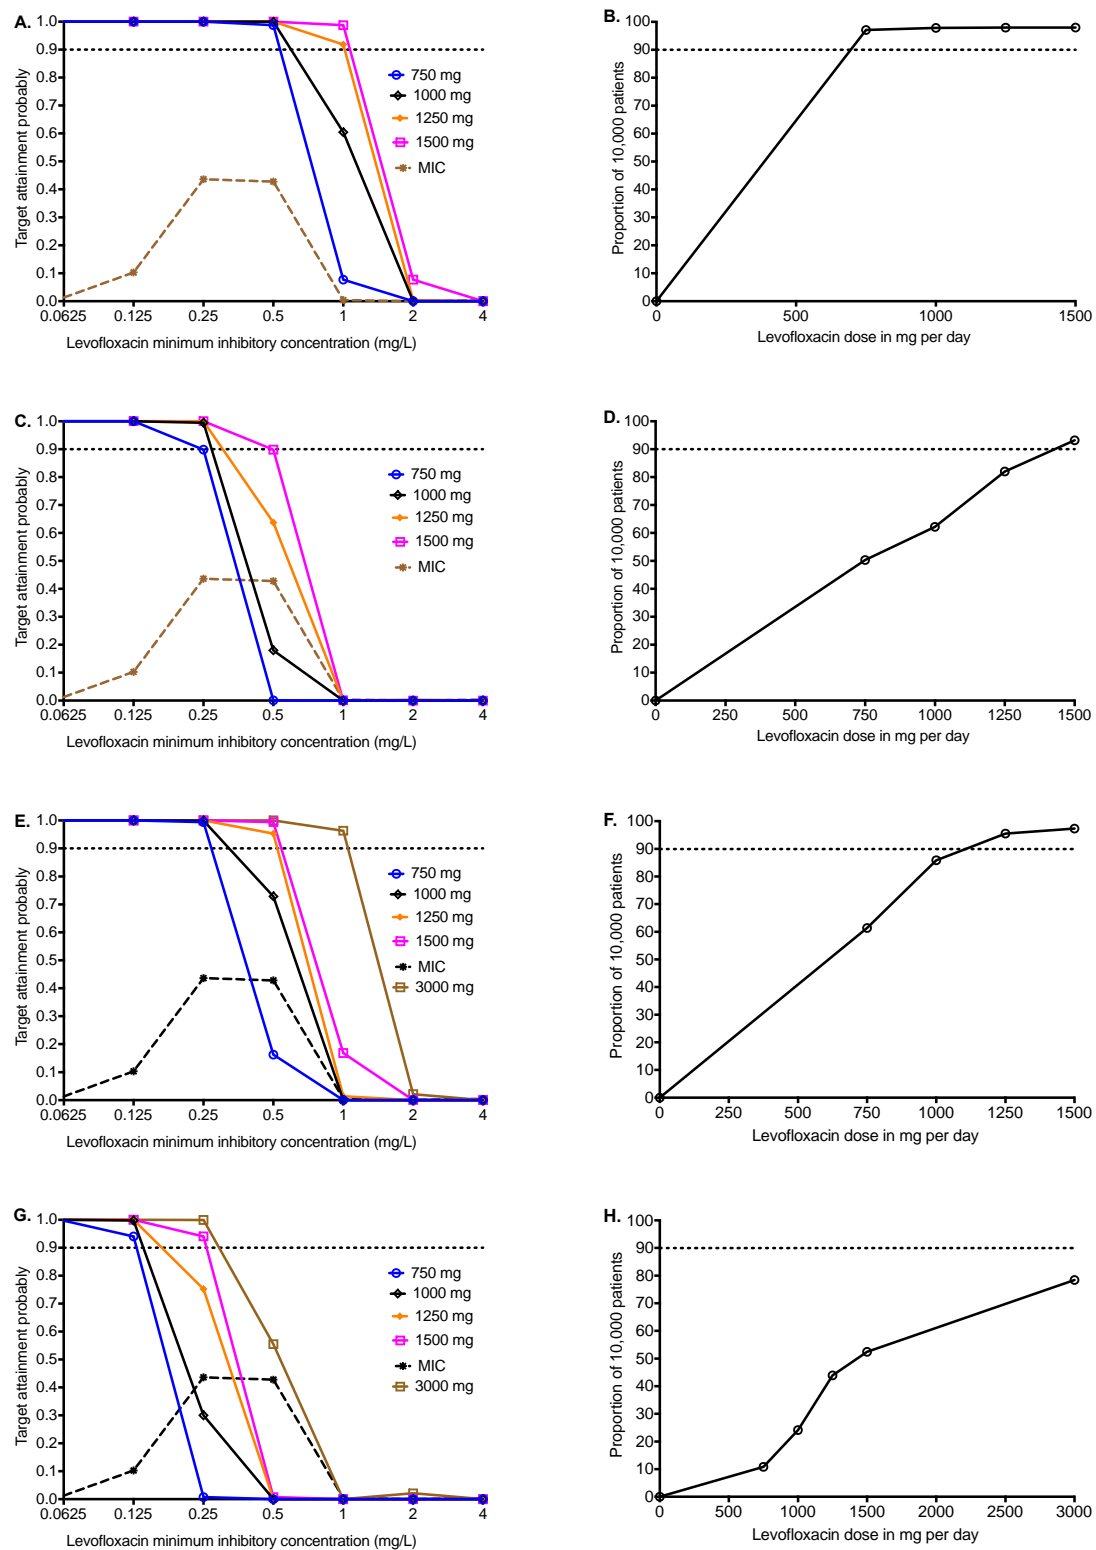 A.
1.0
0.9
0.8
0.7
0.6
0.5
0.4
0.3
0.2
0.1
0.0
Target attainment probably
750 mg
1000 mg
1250 mg
1500 mg
MIC
0.0625 0.125 0.25 0.5 1 2 4
Levofloxacin minimum inhibitory concentration (mg/L)
B.
100
90
80
70
60
50
40
30
20
10
0
Proportion of 10,000 patients
0 500 1000 1500
Levofloxacin dose in mg per day
C.
1.0
0.9
0.8
0.7
0.6
0.5
0.4
0.3
0.2
0.1
0.0
Target attainment probably
750 mg
1000 mg
1250 mg
1500 mg
MIC
0.0625 0.125 0.25 0.5 1 2 4
Levofloxacin minimum inhibitory concentration (mg/L)
D.
100
90
80
70
60
50
40
30
20
10
0
Proportion of 10,000 patients
0 250 500 750 1000 1250 1500
Levofloxacin dose in mg per day
E.
1.0
0.9
0.8
0.7
0.6
0.5
0.4
0.3
0.2
0.1
0.0
Target attainment probably
750 mg
1000 mg
1250 mg
1500 mg
MIC
3000 mg
0.0625 0.125 0.25 0.5 1 2 4
Levofloxacin minimum inhibitory concentration (mg/L)
F.
100
90
80
70
60
50
40
30
20
10
0
Proportion of 10,000 patients
0 250 500 750 1000 1250 1500
Levofloxacin dose in mg per day
G.
1.0
0.9
0.8
0.7
0.6
0.5
0.4
0.3
0.2
0.1
0.0
Target attainment probably
750 mg
1000 mg
1250 mg
1500 mg
MIC
3000 mg
0.0625 0.125 0.25 0.5 1 2 4
Levofloxacin minimum inhibitory concentration (mg/L)
H.
100
90
80
70
60
50
40
30
20
10
0
Proportion of 10,000 patients
0 500 1000 1500 2000 2500 3000
Levofloxacin dose in mg per day